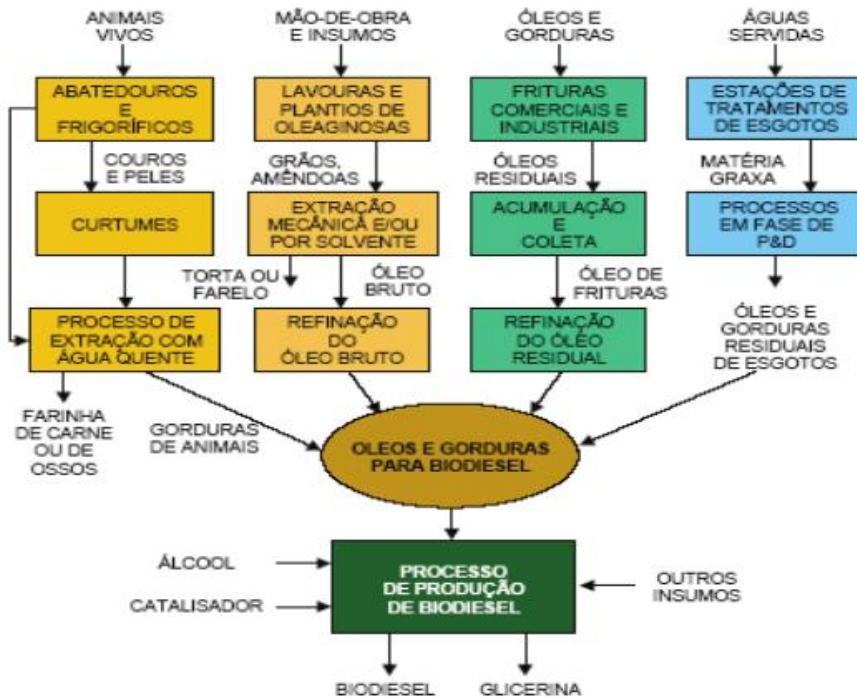 ANIMAIS
VIVOS
MÃO-DE-OBRA
E INSUMOS
ÓLEOS E
GORDURAS
ÁGUAS
SERVIDAS
ABATEDOUROS
E
FRIGORÍFICOS
LAVOURAS E
PLANTIOS DE
OLEAGINOSAS
FRITURAS
COMERCIAIS E
INDUSTRIAIS
ESTAÇÕES DE
TRATAMENTOS
DE ESGOTOS
COUROS
E PELES
GRÃOS,
AMÊNDOAS
ÓLEOS
RESIDUAIS
MATÉRIA
GRAXA
CURTUMES
EXTRAÇÃO
MECÂNICA E/OU
POR SOLVENTE
ACUMULAÇÃO
E
COLETA
PROCESSOS
EM FASE DE
P&D
TORTA OU
FARELO
ÓLEO
BRUTO
ÓLEO DE
FRITURAS
PROCESSO DE
EXTRAÇÃO COM
ÁGUA QUENTE
REFINAÇÃO
DO
ÓLEO BRUTO
REFINAÇÃO
DO ÓLEO
RESIDUAL
ÓLEOS E
GORDURAS
RESIDUAIS
DE ESGOTOS
FARINHA
DE CARNE
OU DE
OSSOS
GORDURAS
DE ANIMAIS
OLEOS E GORDURAS
PARA BIODIESEL
ÁLCOOL
CATALISADOR
PROCESSO
DE PRODUÇÃO
DE BIODIESEL
OUTROS
INSUMOS
BIODIESEL
GLICERINA